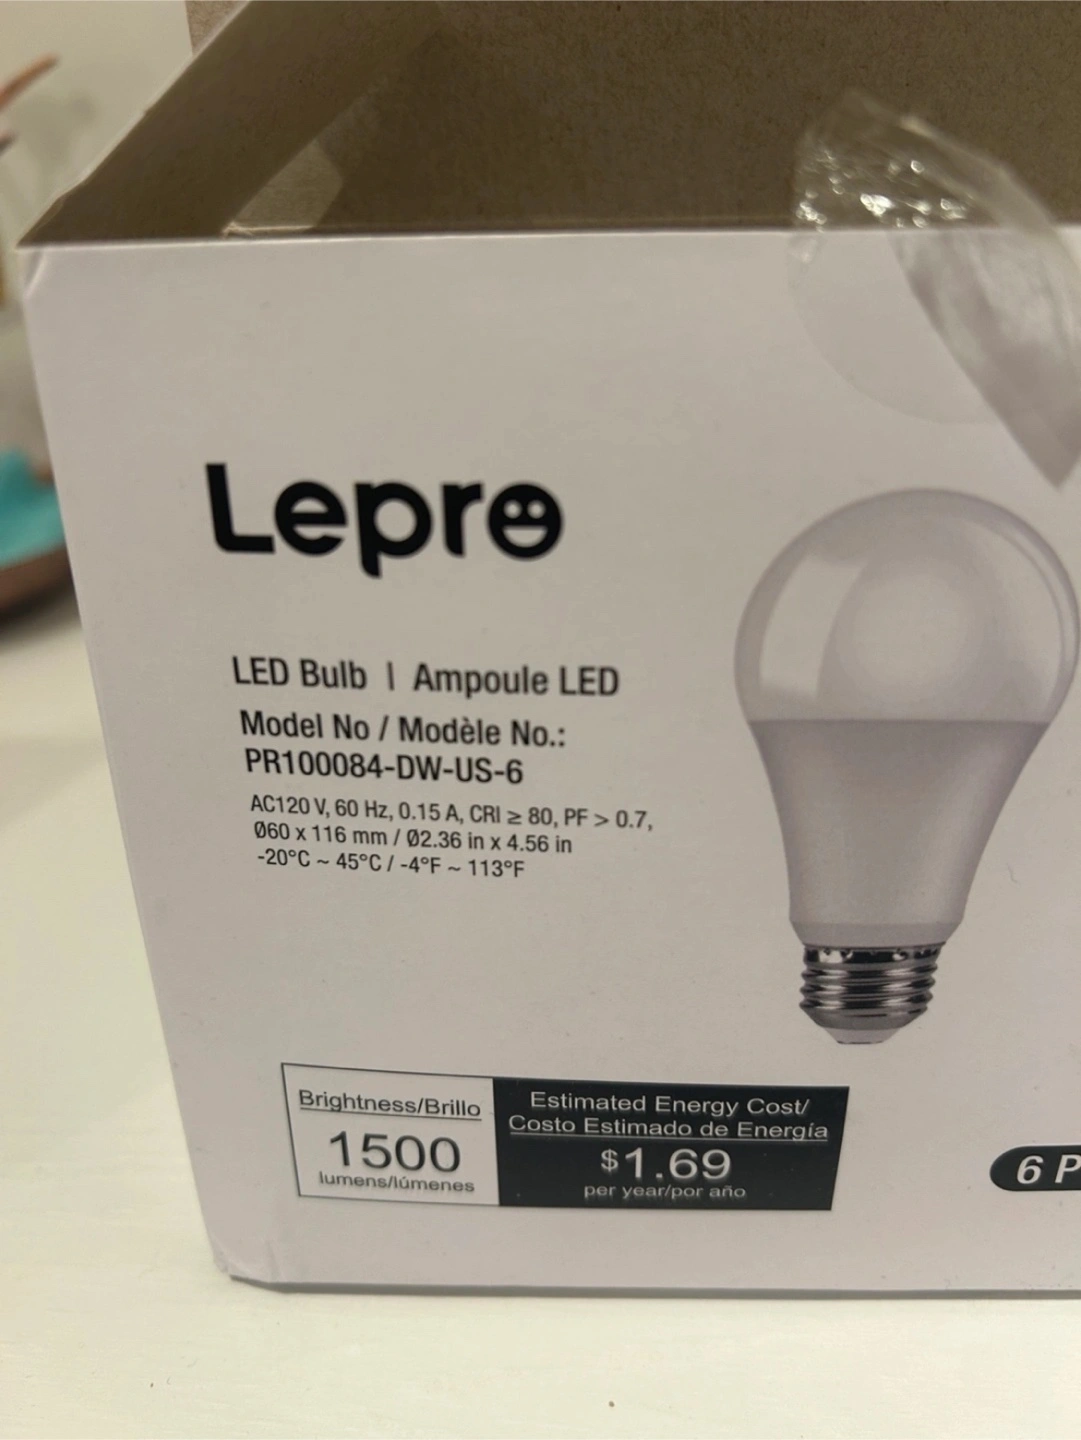 Lepro
LED Bulb | Ampoule LED
Model No / Modèle No.:
PR100084-DW-US-6
AC120 V, 60 Hz, 0.15 A, CRI ≥ 80, PF > 0.7,
Ø60 x 116 mm / Ø2.36 in x 4.56 in
-20°C ~ 45°C / -4°F ~ 113°F
Brightness/Brillo
1500
lumens/lúmenes
Estimated Energy Cost/
Costo Estimado de Energía
$1.69
per year/por año
6 P